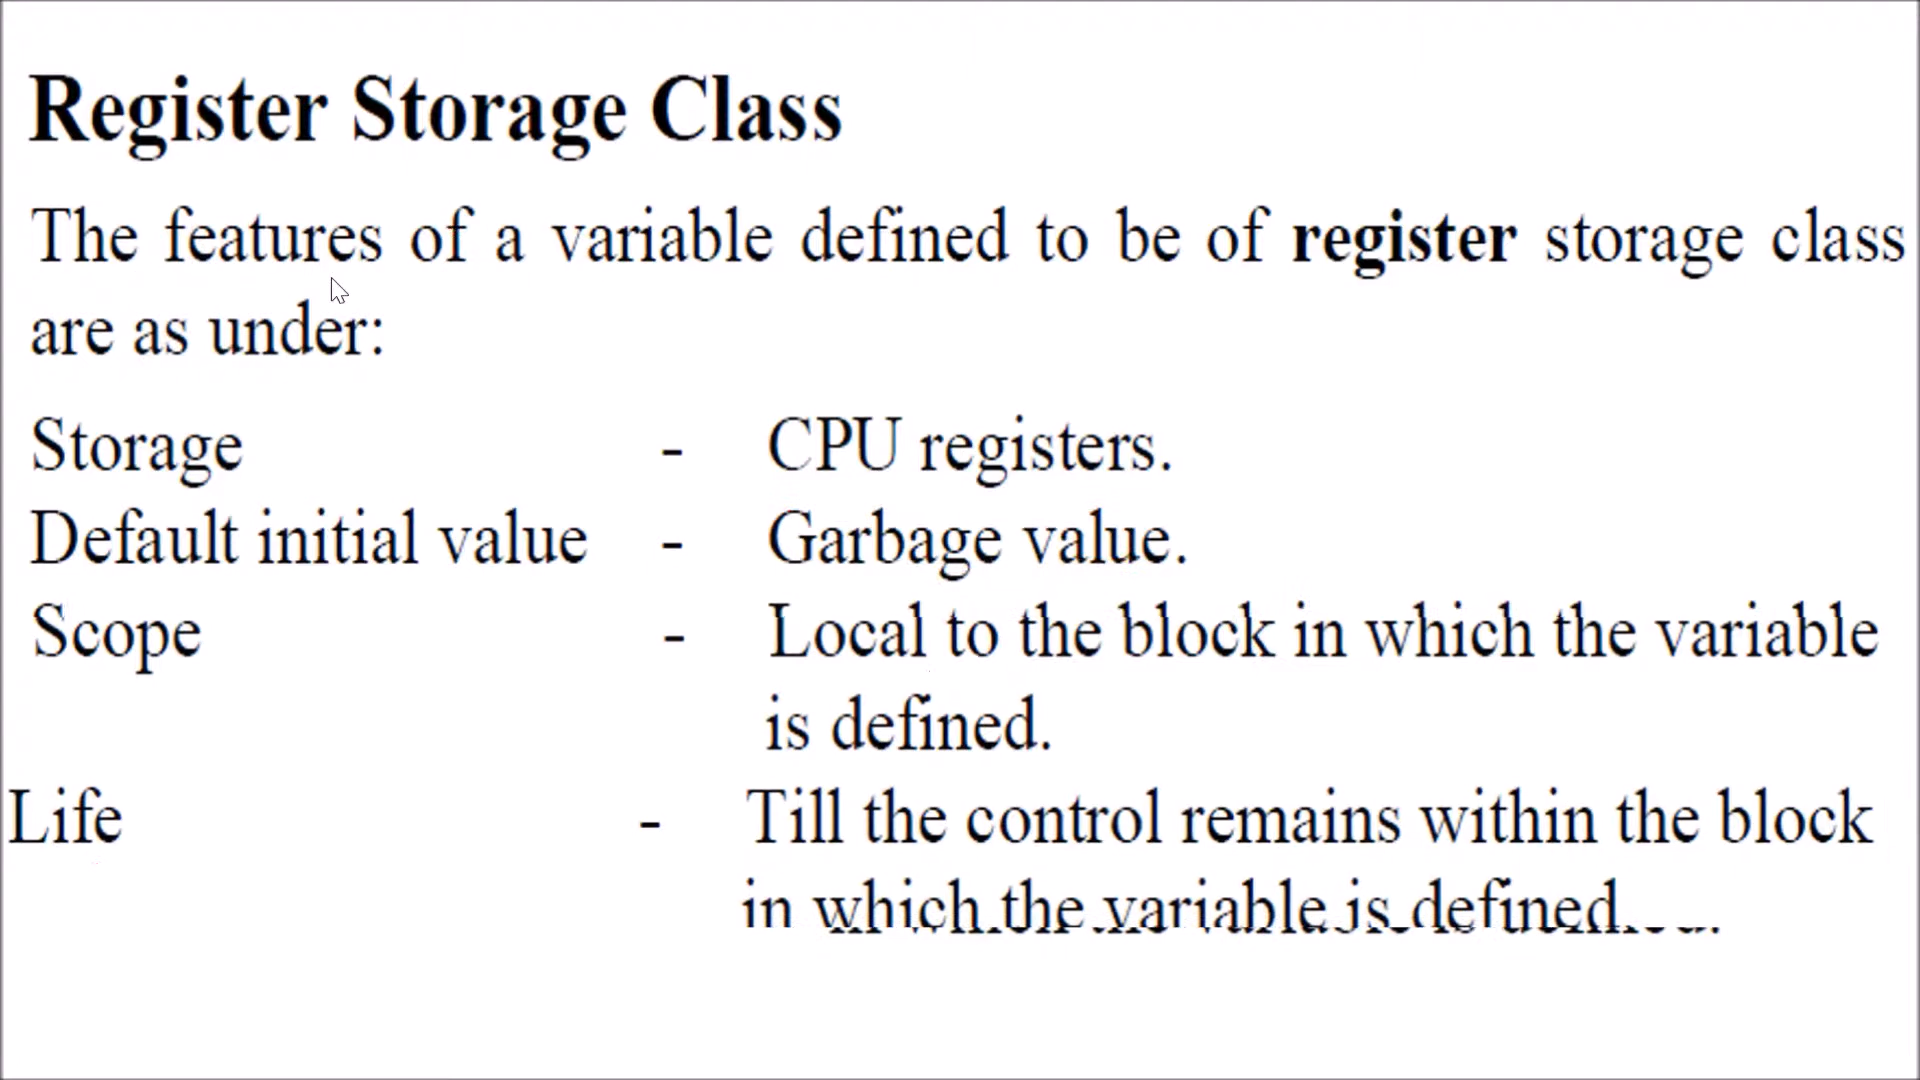 Register Storage Class
The features of a variable defined to be of register storage class
are as under:
Storage - CPU registers.
Default initial value - Garbage value.
Scope - Local to the block in which the variable
is defined.
Life - Till the control remains within the block
in which the variable is defined.